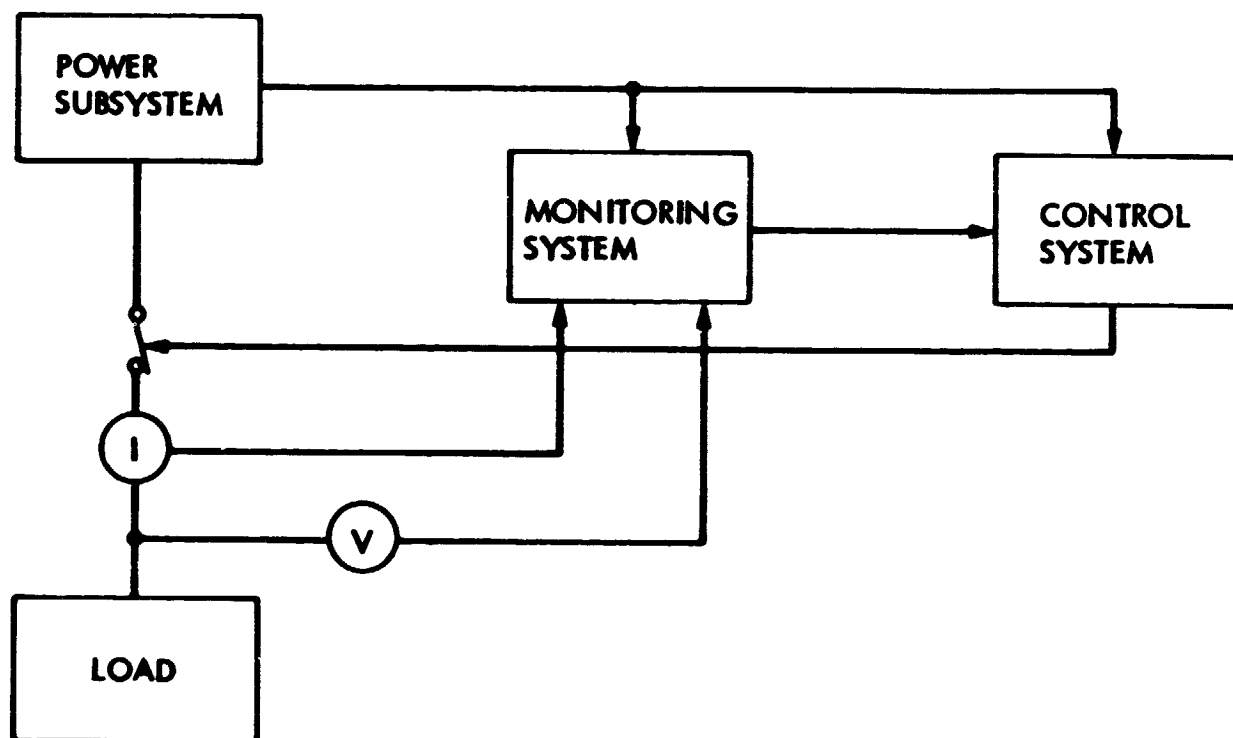 POWER
SUBSYSTEM
MONITORING
SYSTEM
CONTROL
SYSTEM
I
V
LOAD